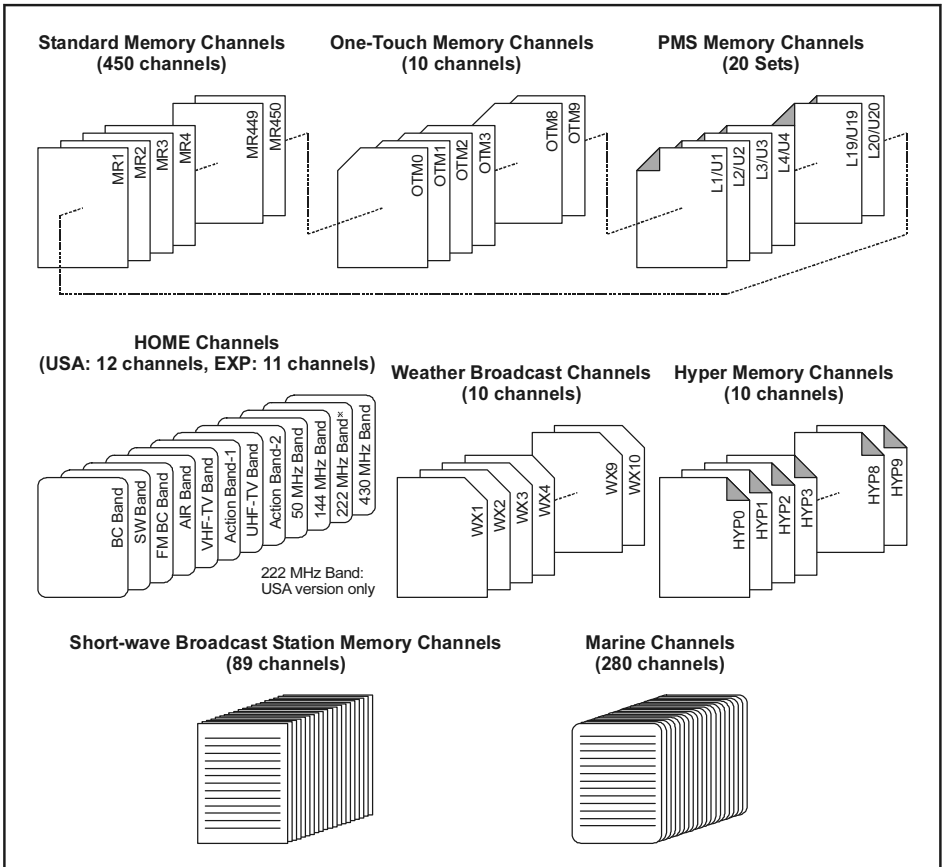 Standard Memory Channels
(450 channels)
MR1
MR2
MR3
MR4
MR449
MR450
One-Touch Memory Channels
(10 channels)
OTM0
OTM1
OTM2
OTM3
OTM8
OTM9
PMS Memory Channels
(20 Sets)
L1/U1
L2/U2
L3/U3
L4/U4
L19/U19
L20/U20
HOME Channels
(USA: 12 channels, EXP: 11 channels)
BC Band
SW Band
FM BC Band
AIR Band
VHF-TV Band
Action Band-1
UHF-TV Band
Action Band-2
50 MHz Band
144 MHz Band
222 MHz Band×
430 MHz Band
222 MHz Band:
USA version only
Weather Broadcast Channels
(10 channels)
WX1
WX2
WX3
WX4
WX9
WX10
Hyper Memory Channels
(10 channels)
HYP0
HYP1
HYP2
HYP3
HYP8
HYP9
Short-wave Broadcast Station Memory Channels
(89 channels)
Marine Channels
(280 channels)